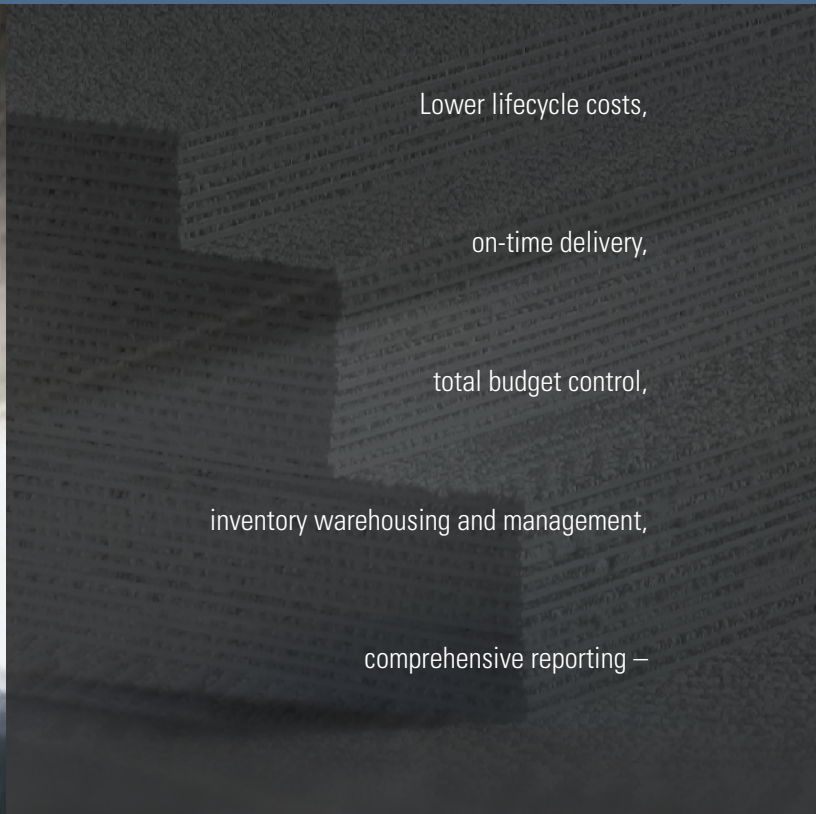 Lower lifecycle costs,
on-time delivery,
total budget control,
inventory warehousing and management,
comprehensive reporting –